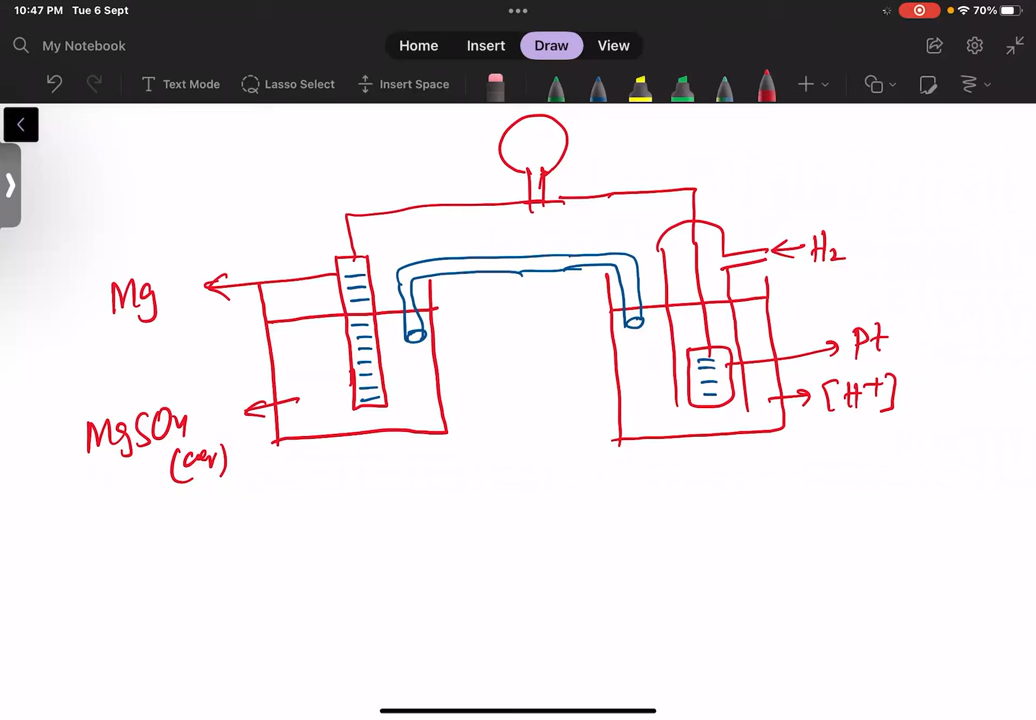 10:47 PM Tue 6 Sept
70%
My Notebook
Home Insert Draw View
Text Mode Lasso Select Insert Space
H2
Mg
Pt
[H+]
MgSO4